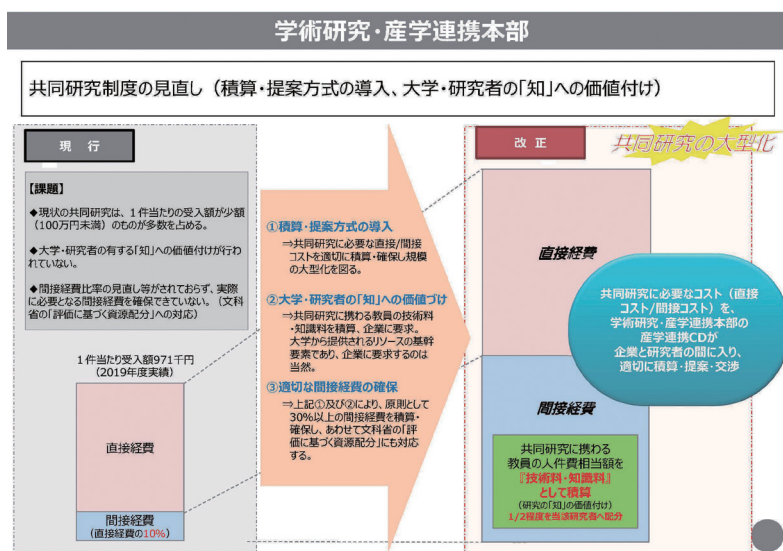 学術研究・産学連携本部
共同研究制度の見直し（積算・提案方式の導入、大学・研究者の「知」への価値付け）
現 行
【課題】
◆現状の共同研究は、1件当たりの受入額が少額
（100万円未満）のものが多数を占める。
◆大学・研究者の有する「知」への価値付けが行わ
れていない。
◆間接経費比率の見直し等がされておらず、実際
に必要となる間接経費を確保できていない。（文科
省の「評価に基づく資源配分」への対応）
1件当たり受入額971千円
（2019年度実績）
直接経費
間接経費
（直接経費の10%）
①積算・提案方式の導入
⇒共同研究に必要な直接/間接
コストを適切に積算・確保し規模
の大型化を図る。
②大学・研究者の「知」への価値づけ
⇒共同研究に携わる教員の技術料
・知識料を積算、企業に要求。
大学から提供されるリソースの基幹
要素であり、企業に要求するのは
当然。
③適切な間接経費の確保
⇒上記①及び②により、原則として
30%以上の間接経費を積算・
確保し、あわせて文科省の「評
価に基づく資源配分」にも対応
する。
改 正
共同研究の大型化
直接経費
共同研究に必要なコスト（直接
コスト/間接コスト）を、
学術研究・産学連携本部の
産学連携CDが
企業と研究者の間に入り、
適切に積算・提案・交渉
間接経費
共同研究に携わる
教員の人件費相当額を
『技術料・知識料』
として積算
（研究の「知」の価値付け）
1/2程度を当該研究者へ配分